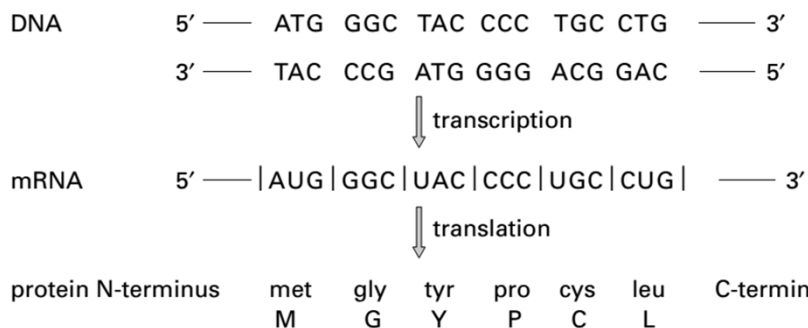 DNA 5′ ATG GGC TAC CCC TGC CTG 3′
3′ TAC CCG ATG GGG ACG GAC 5′
transcription
mRNA 5′ |AUG|GGC|UAC|CCC|UGC|CUG| 3′
translation
protein N-terminus met gly tyr pro cys leu C-termin
M G Y P C L